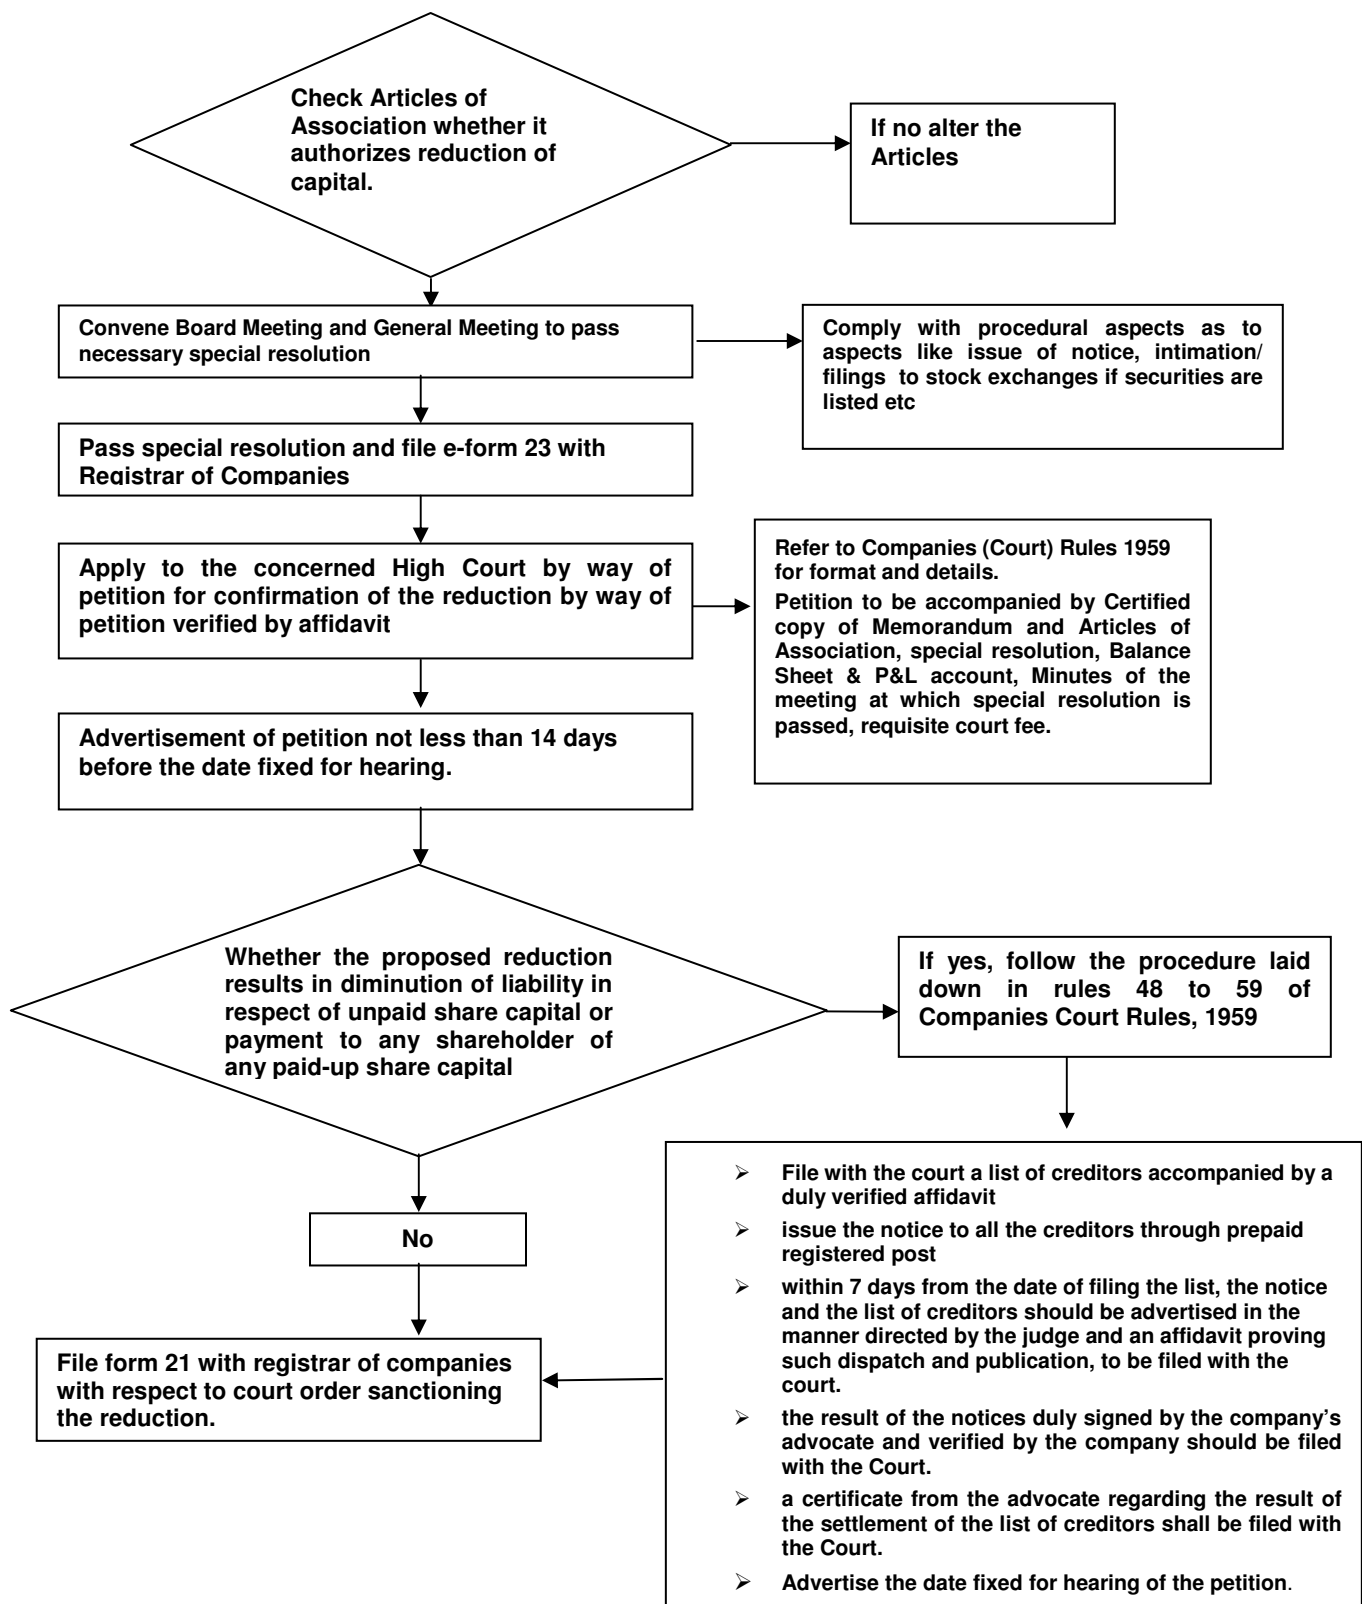 Check Articles of
Association whether it
authorizes reduction of
capital.
If no alter the
Articles
Convene Board Meeting and General Meeting to pass
necessary special resolution
Comply with procedural aspects as to
aspects like issue of notice, intimation/
filings to stock exchanges if securities are
listed etc
Pass special resolution and file e-form 23 with
Registrar of Companies
Apply to the concerned High Court by way of
petition for confirmation of the reduction by way of
petition verified by affidavit
Refer to Companies (Court) Rules 1959
for format and details.
Petition to be accompanied by Certified
copy of Memorandum and Articles of
Association, special resolution, Balance
Sheet & P&L account, Minutes of the
meeting at which special resolution is
passed, requisite court fee.
Advertisement of petition not less than 14 days
before the date fixed for hearing.
Whether the proposed reduction
results in diminution of liability in
respect of unpaid share capital or
payment to any shareholder of
any paid-up share capital
If yes, follow the procedure laid
down in rules 48 to 59 of
Companies Court Rules, 1959
No
File form 21 with registrar of companies
with respect to court order sanctioning
the reduction.
➢ File with the court a list of creditors accompanied by a
duly verified affidavit
➢ issue the notice to all the creditors through prepaid
registered post
➢ within 7 days from the date of filing the list, the notice
and the list of creditors should be advertised in the
manner directed by the judge and an affidavit proving
such dispatch and publication, to be filed with the
court.
➢ the result of the notices duly signed by the company’s
advocate and verified by the company should be filed
with the Court.
➢ a certificate from the advocate regarding the result of
the settlement of the list of creditors shall be filed with
the Court.
➢ Advertise the date fixed for hearing of the petition.